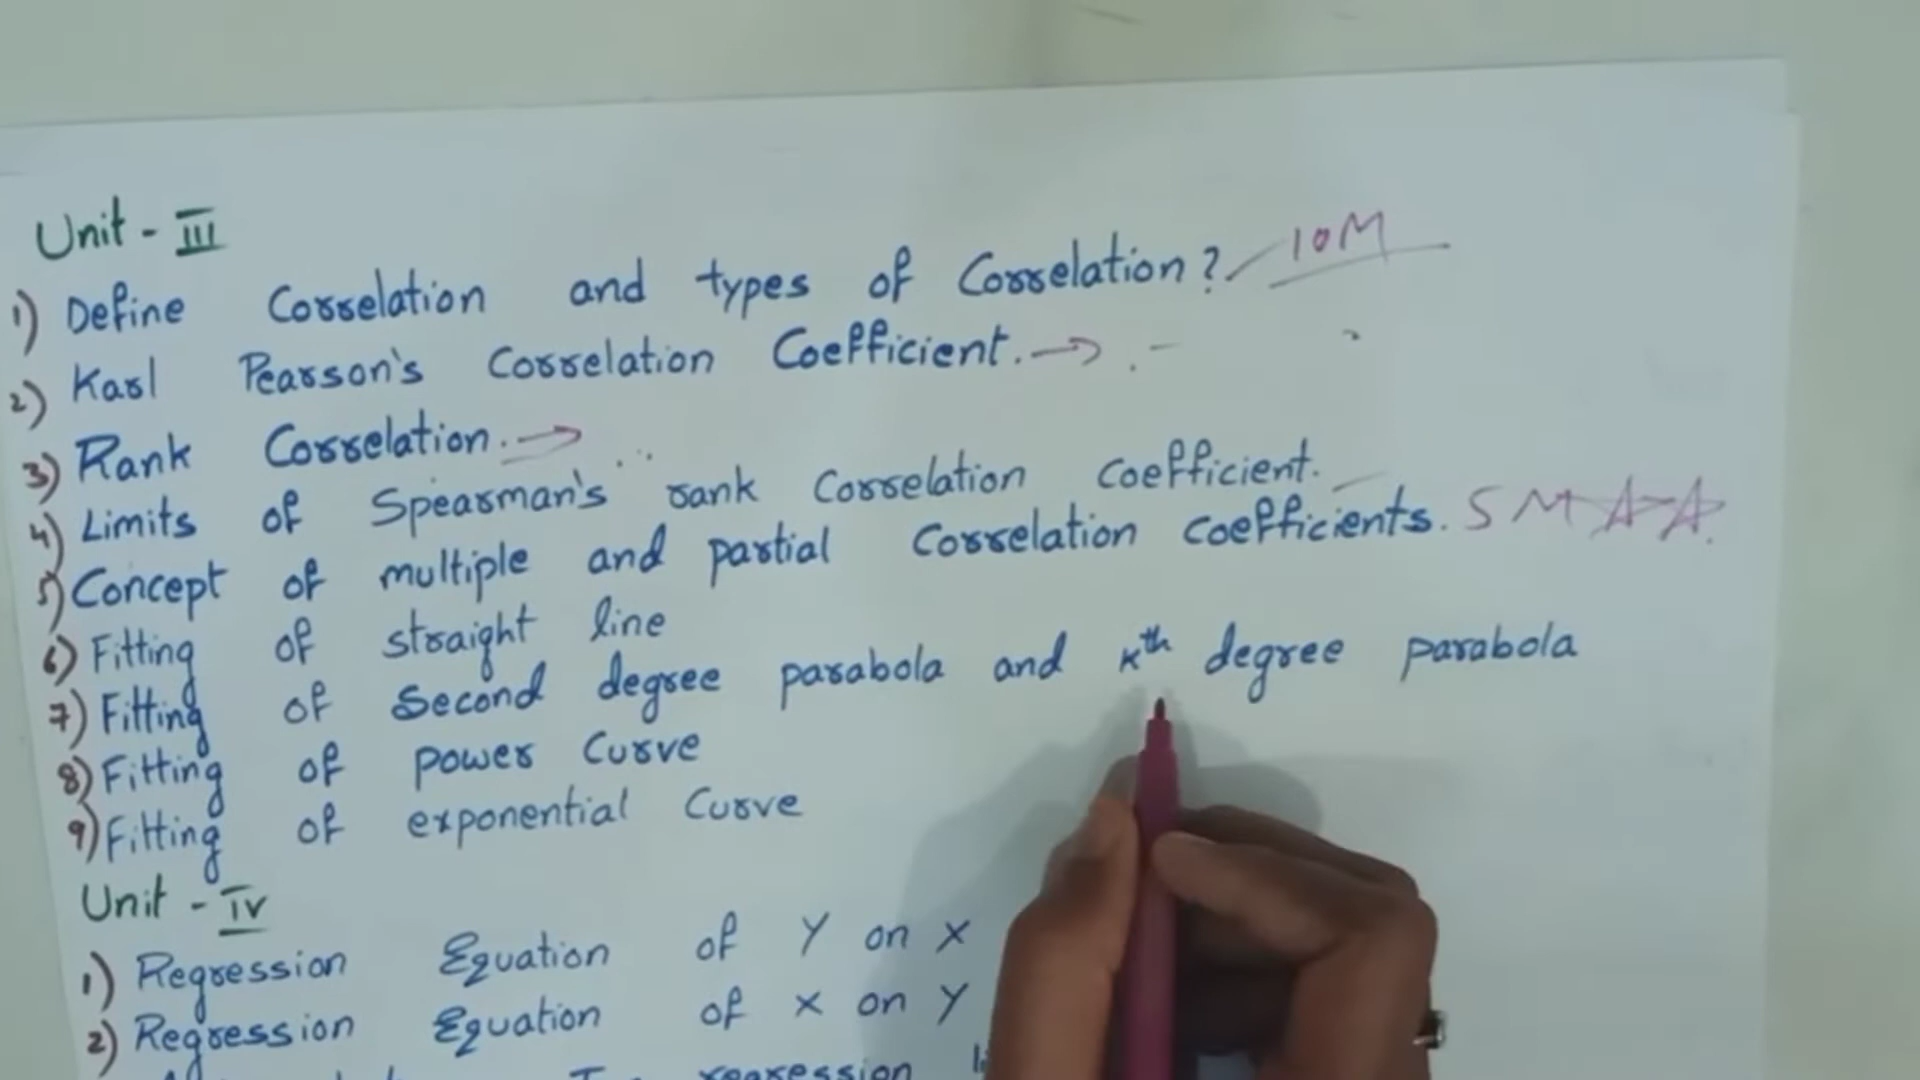 Unit - III
1) Define Correlation and types of Correlation? 10M
2) Karl Pearson's Correlation Coefficient.
3) Rank Correlation.
4) Limits of Spearman's rank Correlation Coefficient.
5) Concept of multiple and partial Correlation Coefficients. 5M
6) Fitting of straight line
7) Fitting of Second degree parabola and Kth degree parabola
8) Fitting of power Curve
9) Fitting of exponential Curve
Unit - IV
1) Regression Equation of Y on X
2) Regression Equation of X on Y
regression